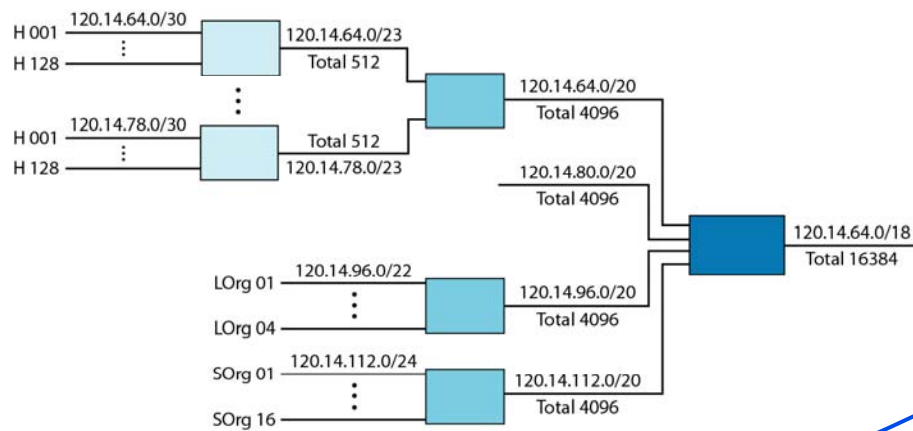 120.14.64.0/30
H 001
H 128
120.14.64.0/23
Total 512
120.14.64.0/20
Total 4096
120.14.78.0/30
H 001
H 128
Total 512
120.14.78.0/23
120.14.80.0/20
Total 4096
120.14.64.0/18
Total 16384
120.14.96.0/22
LOrg 01
LOrg 04
120.14.96.0/20
Total 4096
120.14.112.0/24
SOrg 01
SOrg 16
120.14.112.0/20
Total 4096